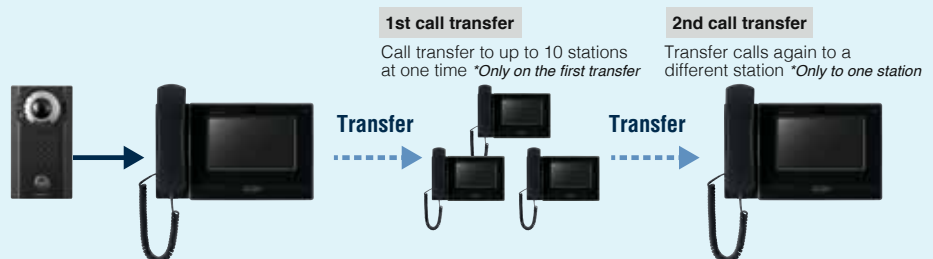 1st call transfer
Call transfer to up to 10 stations
at one time *Only on the first transfer
2nd call transfer
Transfer calls again to a
different station *Only to one station
Transfer
Transfer